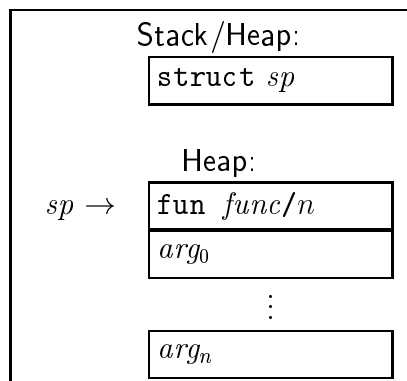 Stack/Heap:
struct sp
Heap:
sp → fun func/n
arg₀
⋮
argₙ